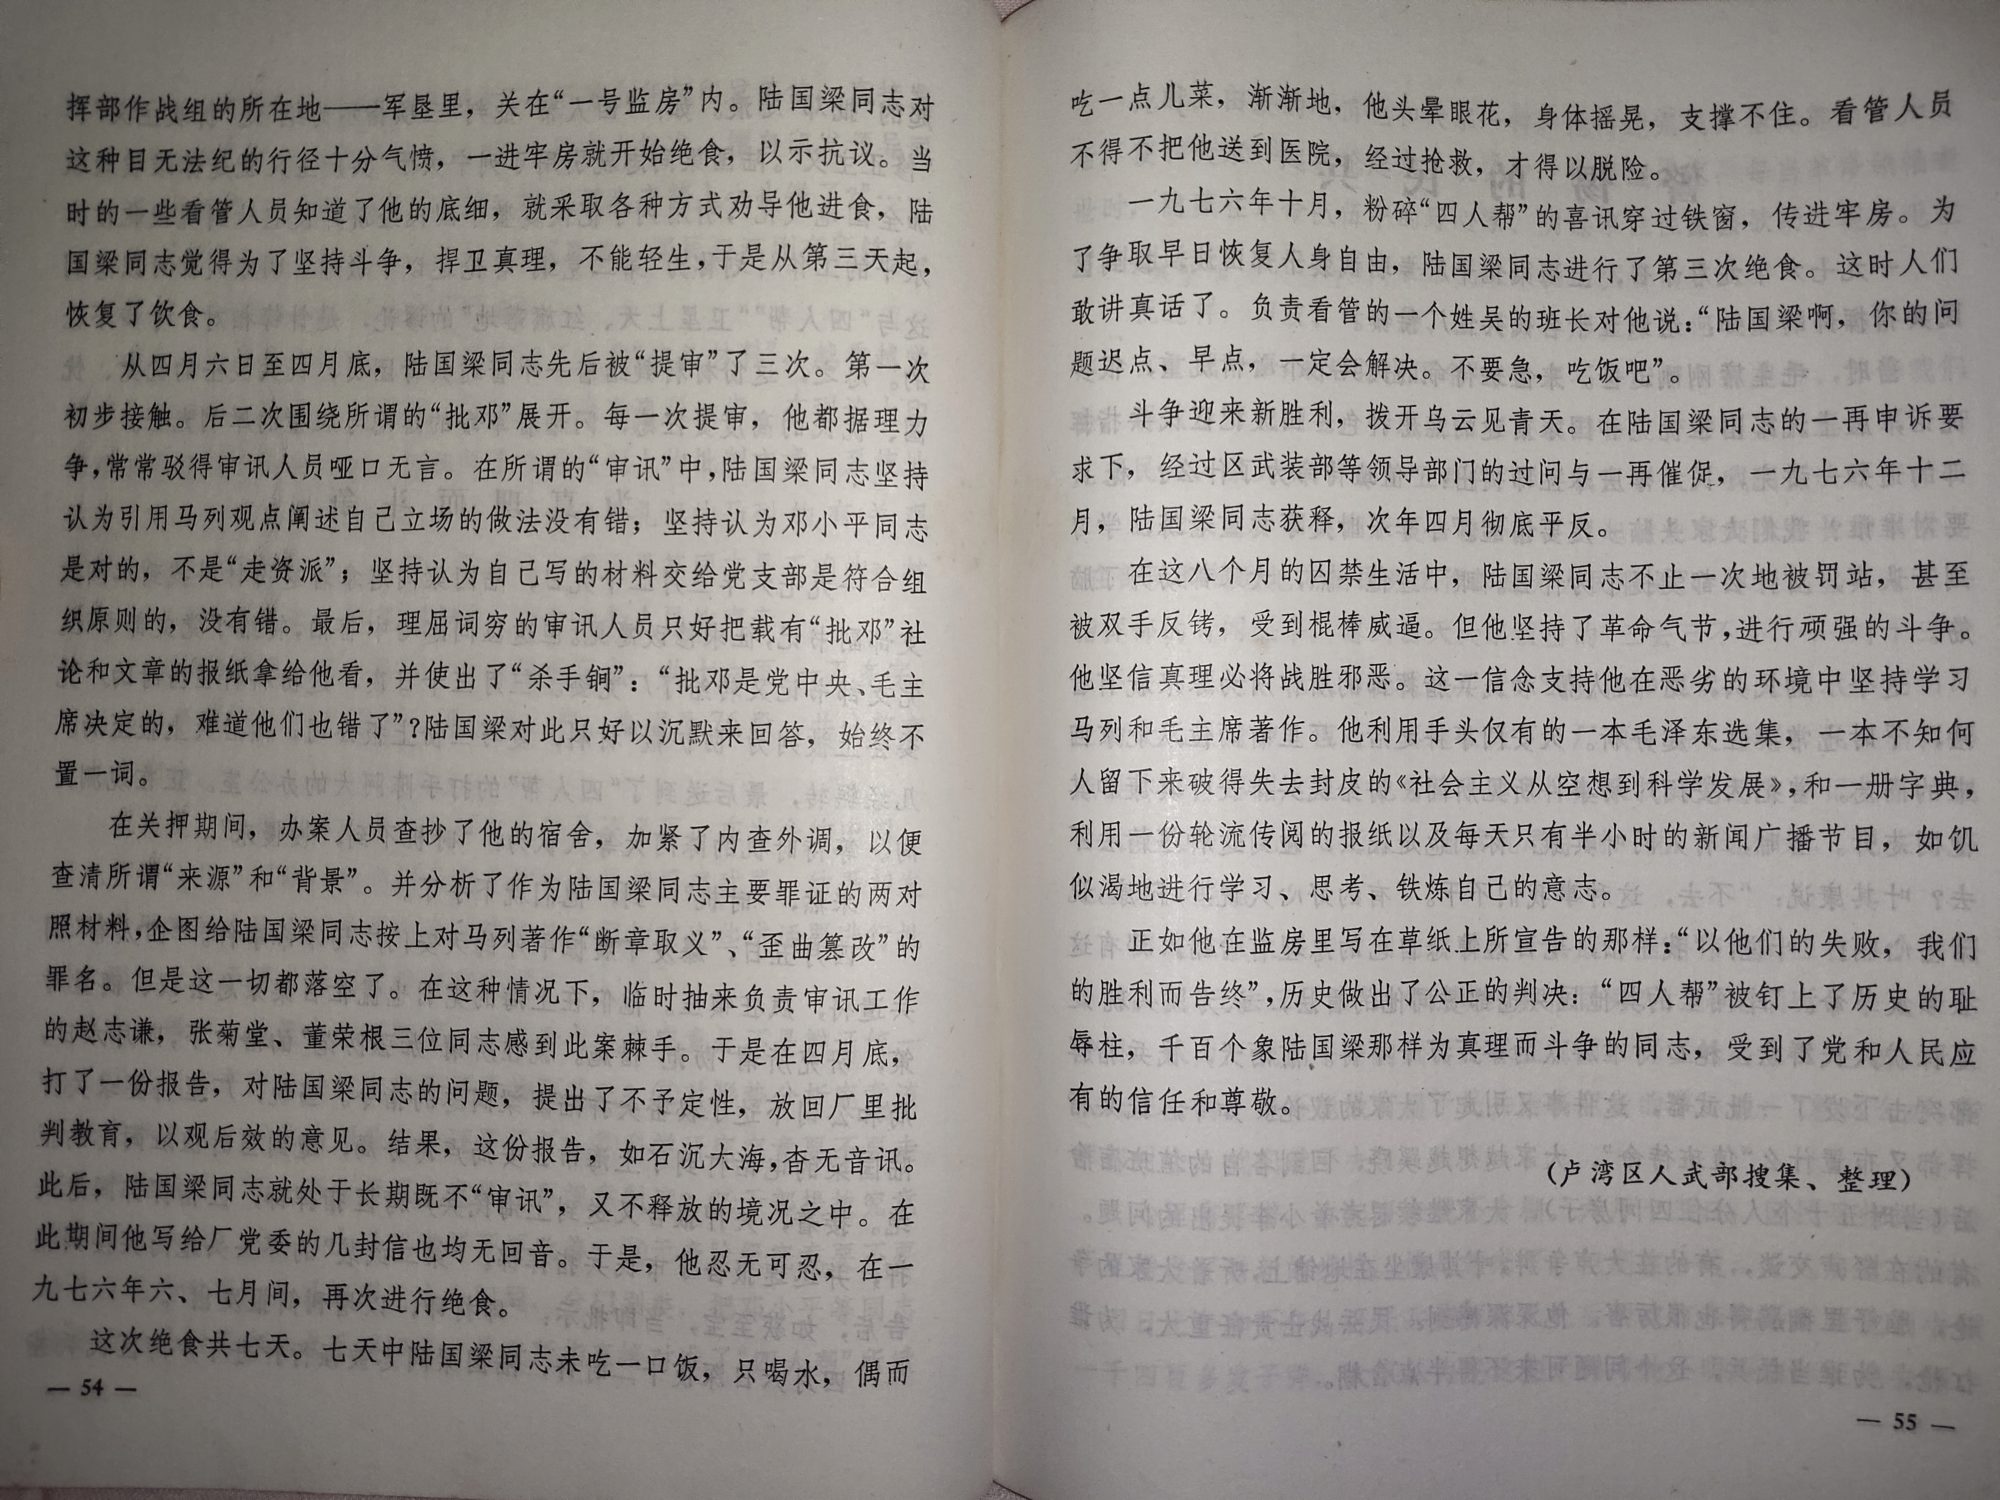 挥部作战组的所在地——军垦里，关在“一号监房”内。陆国梁同志对
这种目无法纪的行径十分气愤，一进牢房就开始绝食，以示抗议。当
时的一些看管人员知道了他的底细，就采取各种方式劝导他进食，陆
国梁同志觉得为了坚持斗争，捍卫真理，不能轻生，于是从第三天起，
恢复了饮食。
从四月六日至四月底，陆国梁同志先后被“提审”了三次。第一次
初步接触。后二次围绕所谓的“批邓”展开。每一次提审，他都据理力
争，常常驳得审讯人员哑口无言。在所谓的“审讯”中，陆国梁同志坚持
认为引用马列观点阐述自己立场的做法没有错；坚持认为邓小平同志
是对的，不是“走资派”；坚持认为自己写的材料交给党支部是符合组
织原则的，没有错。最后，理屈词穷的审讯人员只好把载有“批邓”社
论和文章的报纸拿给他看，并使出了“杀手锏”：“批邓是党中央、毛主
席决定的，难道他们也错了”？陆国梁对此只好以沉默来回答，始终不
置一词。
在关押期间，办案人员查抄了他的宿舍，加紧了内查外调，以便
查清所谓“来源”和“背景”。并分析了作为陆国梁同志主要罪证的两对
照材料，企图给陆国梁同志按上对马列著作“断章取义”、“歪曲篡改”的
罪名。但是这一切都落空了。在这种情况下，临时抽来负责审讯工作
的赵志谦，张菊堂、董荣根三位同志感到此案棘手。于是在四月底，
打了一份报告，对陆国梁同志的问题，提出了不予定性，放回厂里批
判教育，以观后效的意见。结果，这份报告，如石沉大海，杳无音讯。
此后，陆国梁同志就处于长期既不“审讯”，又不释放的境况之中。在
此期间他写给厂党委的几封信也均无回音。于是，他忍无可忍，在一
九七六年六、七月间，再次进行绝食。
这次绝食共七天。七天中陆国梁同志未吃一口饭，只喝水，偶而
— 54 —
吃一点儿菜，渐渐地，他头晕眼花，身体摇晃，支撑不住。看管人员
不得不把他送到医院，经过抢救，才得以脱险。
一九七六年十月，粉碎“四人帮”的喜讯穿过铁窗，传进牢房。为
了争取早日恢复人身自由，陆国梁同志进行了第三次绝食。这时人们
敢讲真话了。负责看管的一个姓吴的班长对他说：“陆国梁啊，你的问
题迟点、早点，一定会解决。不要急，吃饭吧”。
斗争迎来新胜利，拨开乌云见青天。在陆国梁同志的一再申诉要
求下，经过区武装部等领导部门的过问与一再催促，一九七六年十二
月，陆国梁同志获释，次年四月彻底平反。
在这八个月的囚禁生活中，陆国梁同志不止一次地被罚站，甚至
被双手反铐，受到棍棒威逼。但他坚持了革命气节，进行顽强的斗争。
他坚信真理必将战胜邪恶。这一信念支持他在恶劣的环境中坚持学习
马列和毛主席著作。他利用手头仅有的一本毛泽东选集，一本不知何
人留下来破得失去封皮的《社会主义从空想到科学发展》，和一册字典，
利用一份轮流传阅的报纸以及每天只有半小时的新闻广播节目，如饥
似渴地进行学习、思考、铁炼自己的意志。
正如他在监房里写在草纸上所宣告的那样：“以他们的失败，我们
的胜利而告终”，历史做出了公正的判决：“四人帮”被钉上了历史的耻
辱柱，千百个象陆国梁那样为真理而斗争的同志，受到了党和人民应
有的信任和尊敬。
（卢湾区人武部搜集、整理）
— 55 —